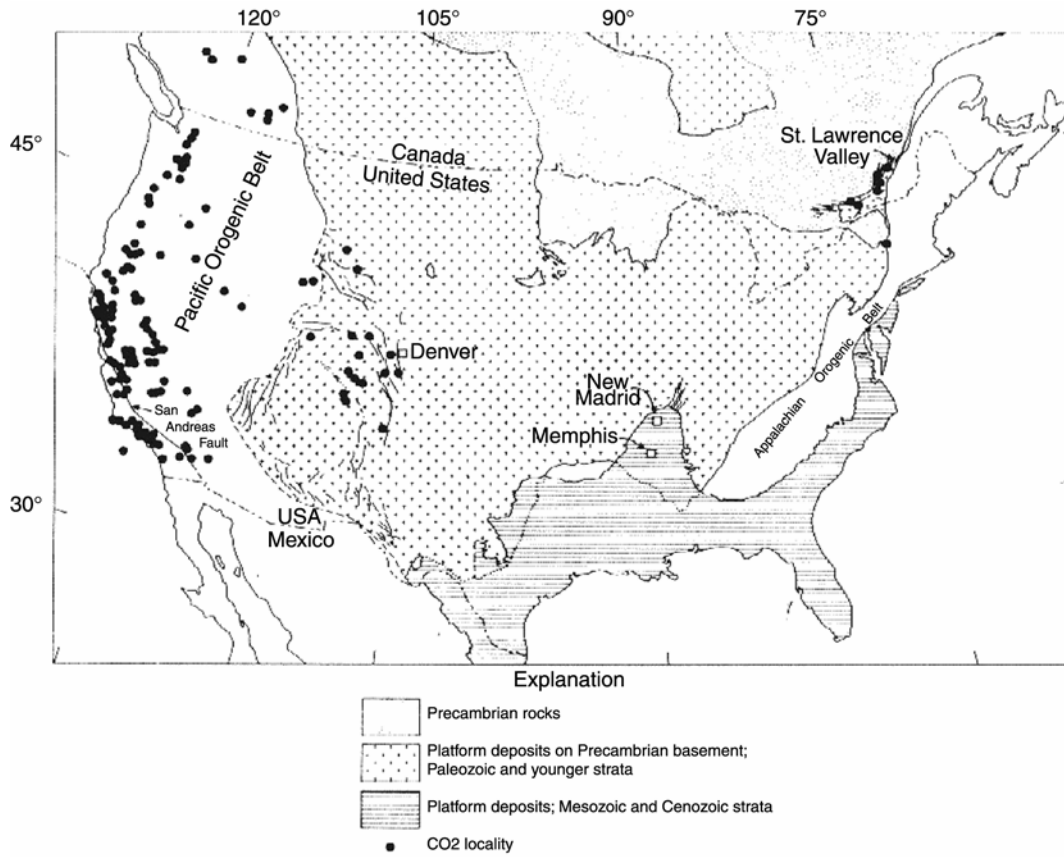 120°
105°
90°
75°
45°
30°
St. Lawrence
Valley
Canada
United States
Pacific Orogenic Belt
Denver
New
Madrid
Memphis
Appalachian
Orogenic
Belt
San
Andreas
Fault
USA
Mexico
Explanation
Precambrian rocks
Platform deposits on Precambrian basement;
Paleozoic and younger strata
Platform deposits; Mesozoic and Cenozoic strata
CO2 locality